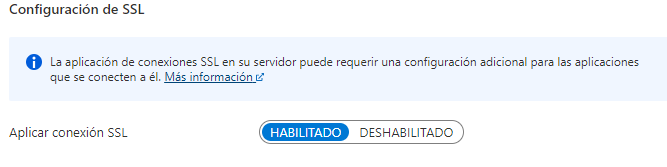 Configuración de SSL
La aplicación de conexiones SSL en su servidor puede requerir una configuración adicional para las aplicaciones
que se conecten a él. Más información
Aplicar conexión SSL HABILITADO DESHABILITADO